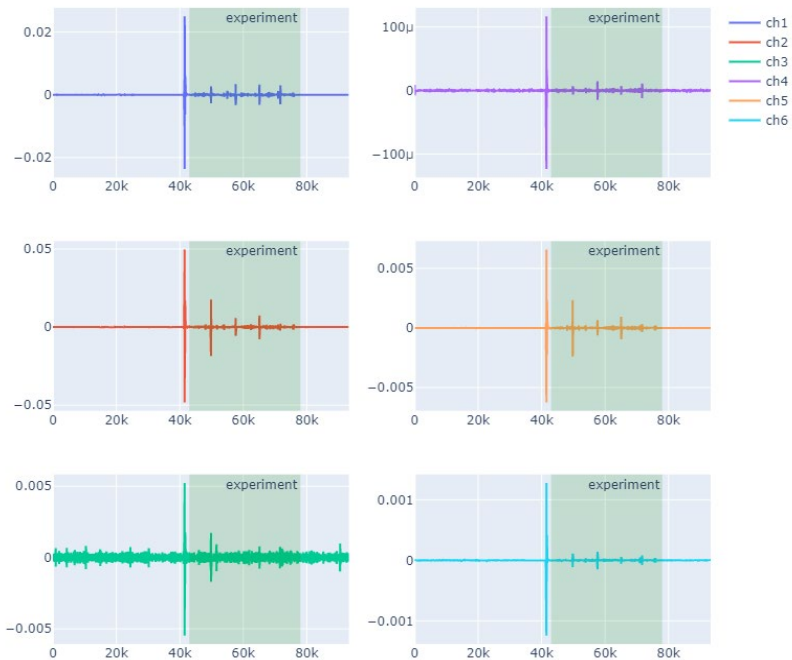 experiment
0.02
0
−0.02
0 20k 40k 60k 80k
experiment
100µ
0
−100µ
0 20k 40k 60k 80k
ch1
ch2
ch3
ch4
ch5
ch6
experiment
0.05
0
−0.05
0 20k 40k 60k 80k
experiment
0.005
0
−0.005
0 20k 40k 60k 80k
experiment
0.005
0
−0.005
0 20k 40k 60k 80k
experiment
0.001
0
−0.001
0 20k 40k 60k 80k